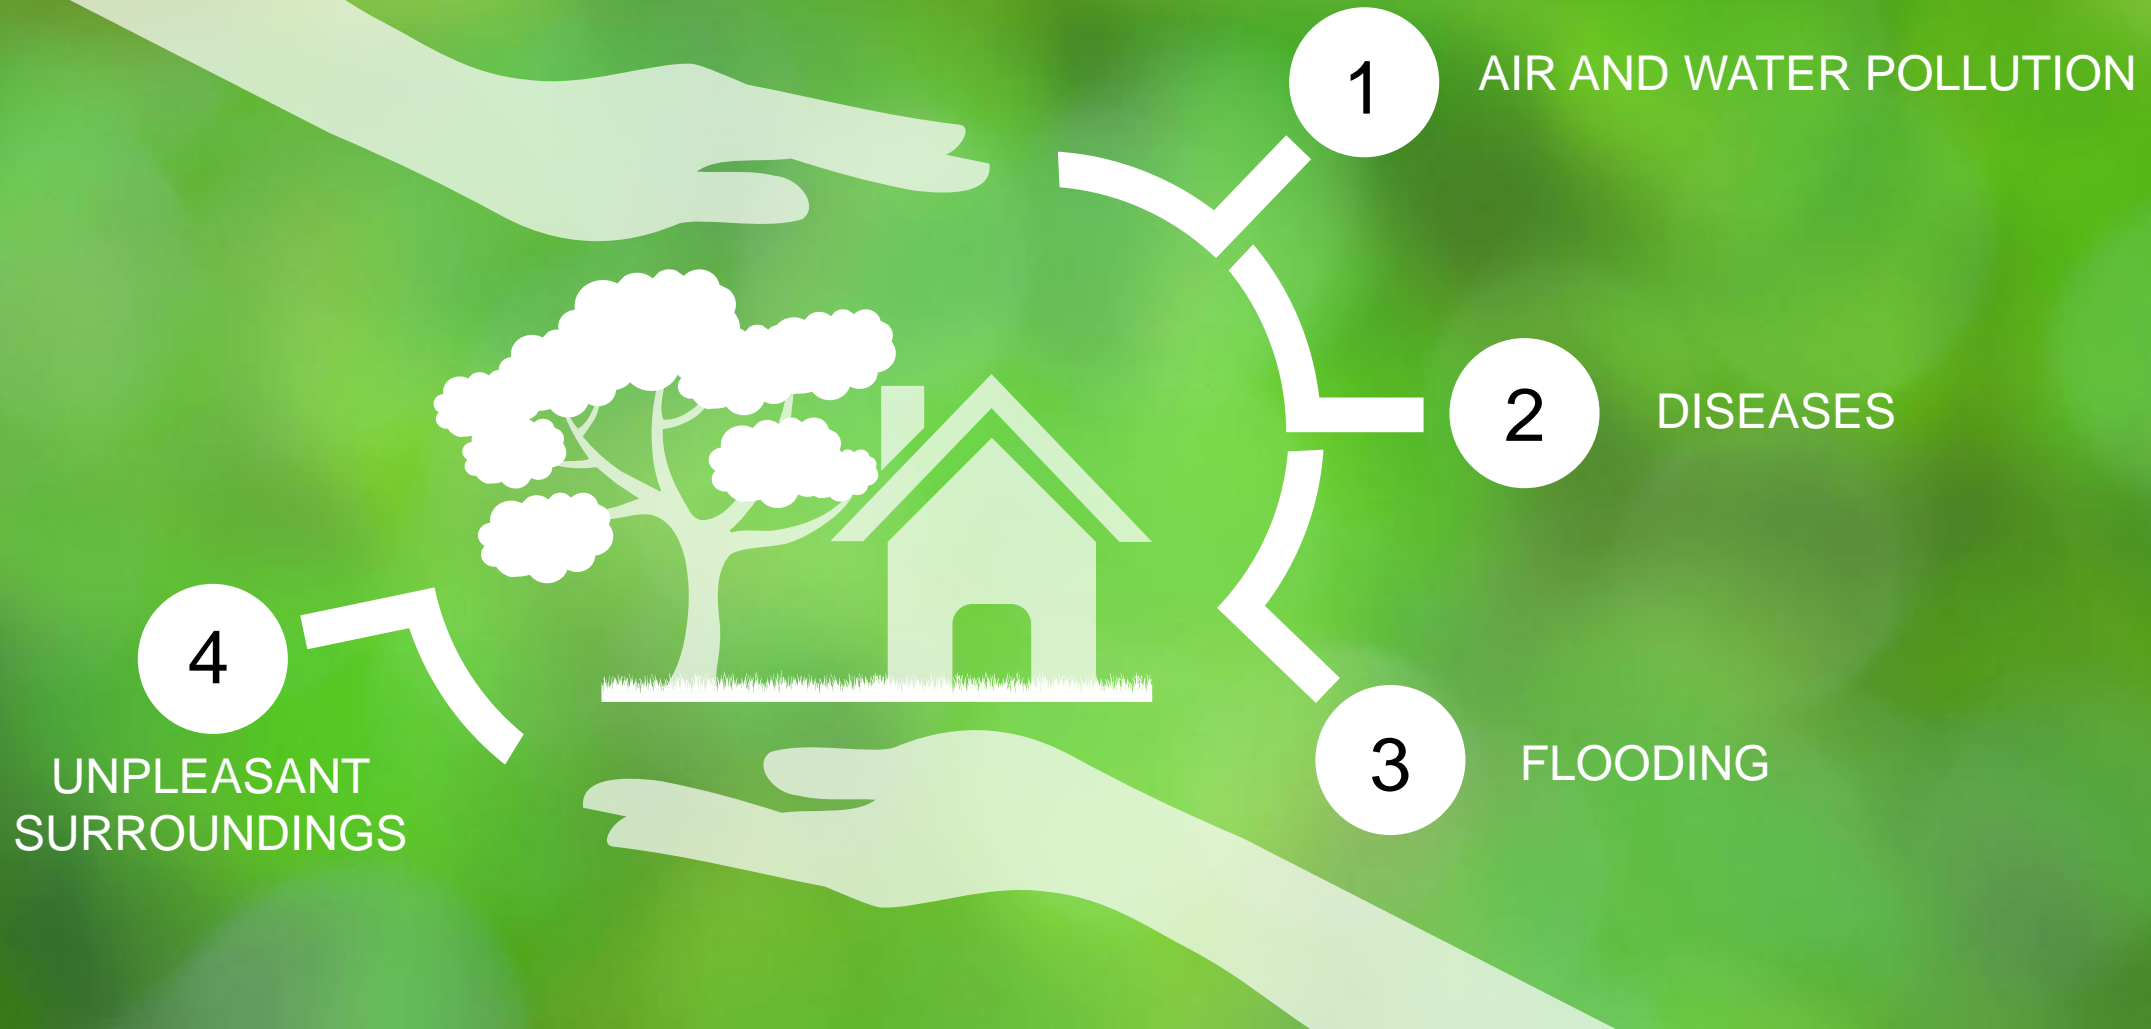 1
AIR AND WATER POLLUTION
2
DISEASES
3
FLOODING
4
UNPLEASANT
SURROUNDINGS